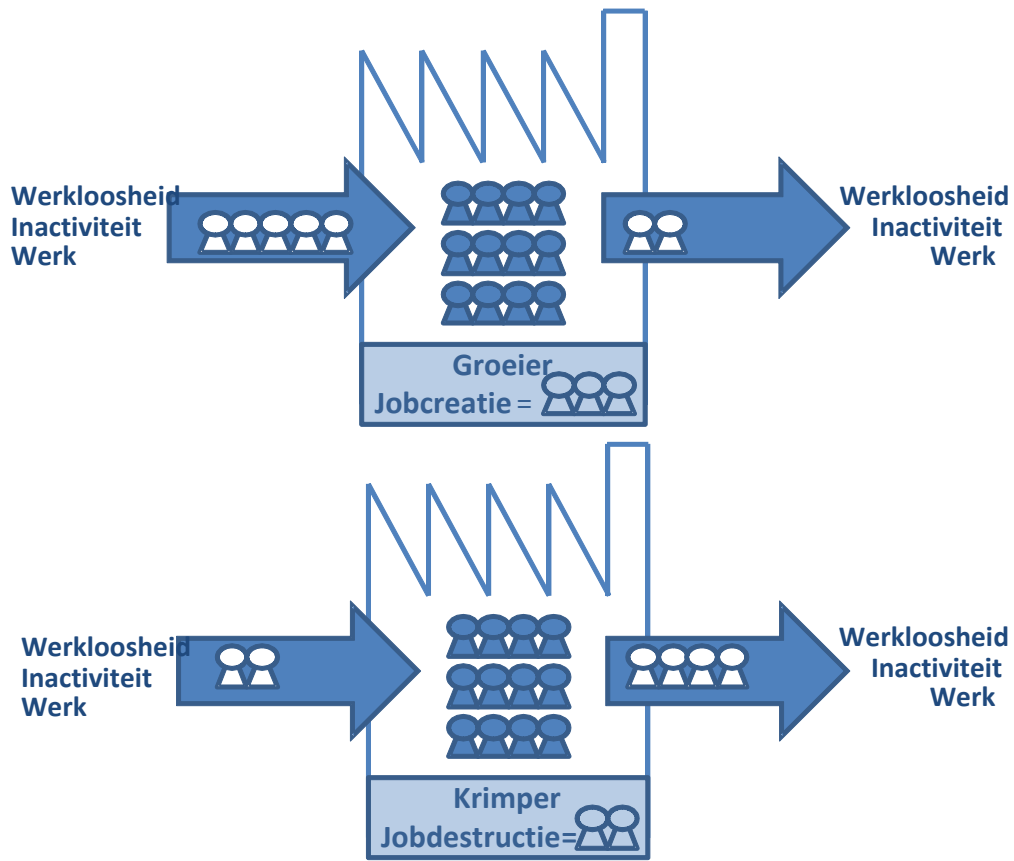 Werkloosheid
Inactiviteit
Werk
Werkloosheid
Inactiviteit
Werk
Groeier
Jobcreatie =
Werkloosheid
Inactiviteit
Werk
Werkloosheid
Inactiviteit
Werk
Krimper
Jobdestructie=